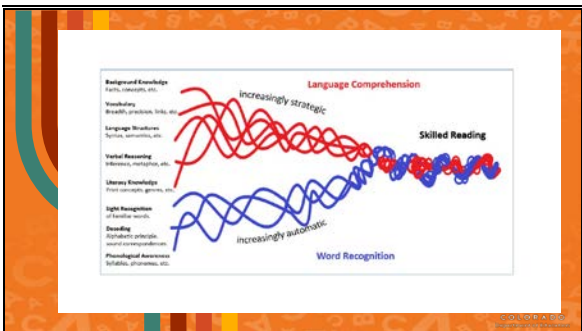 Background Knowledge
Facts, concepts, etc.
Vocabulary
Breadth, precision, links, etc.
Language Structures
Syntax, semantics, etc.
Verbal Reasoning
Inference, metaphor, etc.
Literacy Knowledge
Print concepts, genres, etc.
Sight Recognition
of familiar words.
Decoding
Alphabetic principle,
sound correspondences
Phonological Awareness
Syllables, phonemes, etc.
increasingly strategic
Language Comprehension
Skilled Reading
increasingly automatic
Word Recognition
COLORADO